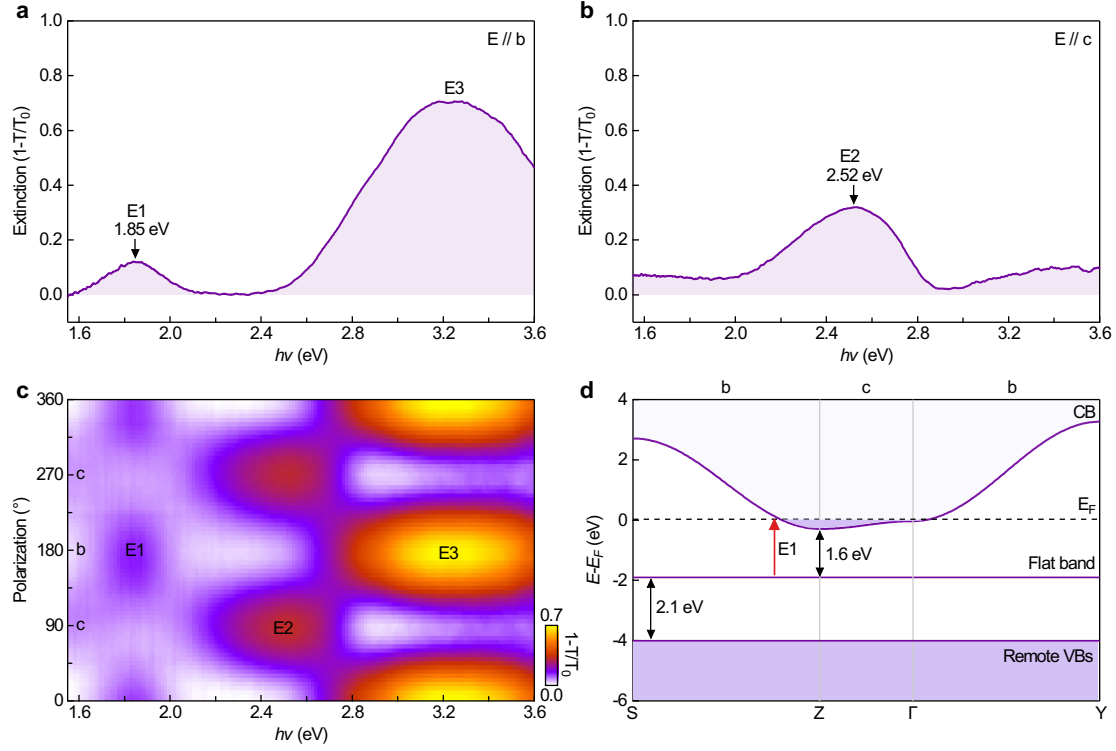 a
E // b
E1
1.85 eV
E3
Extinction (1-T/T0)
1.0
0.8
0.6
0.4
0.2
0.0
1.6 2.0 2.4 2.8 3.2 3.6
hν (eV)
b
E // c
E2
2.52 eV
Extinction (1-T/T0)
1.0
0.8
0.6
0.4
0.2
0.0
1.6 2.0 2.4 2.8 3.2 3.6
hν (eV)
c
Polarization (°)
360
270
180
90
0
c
b
c
E1
E3
E2
0.7
0.0
1-T/T0
1.6 2.0 2.4 2.8 3.2 3.6
hν (eV)
d
b c b
CB
EF
E1
1.6 eV
Flat band
2.1 eV
Remote VBs
E-EF (eV)
4
2
0
-2
-4
-6
S Z Γ Y